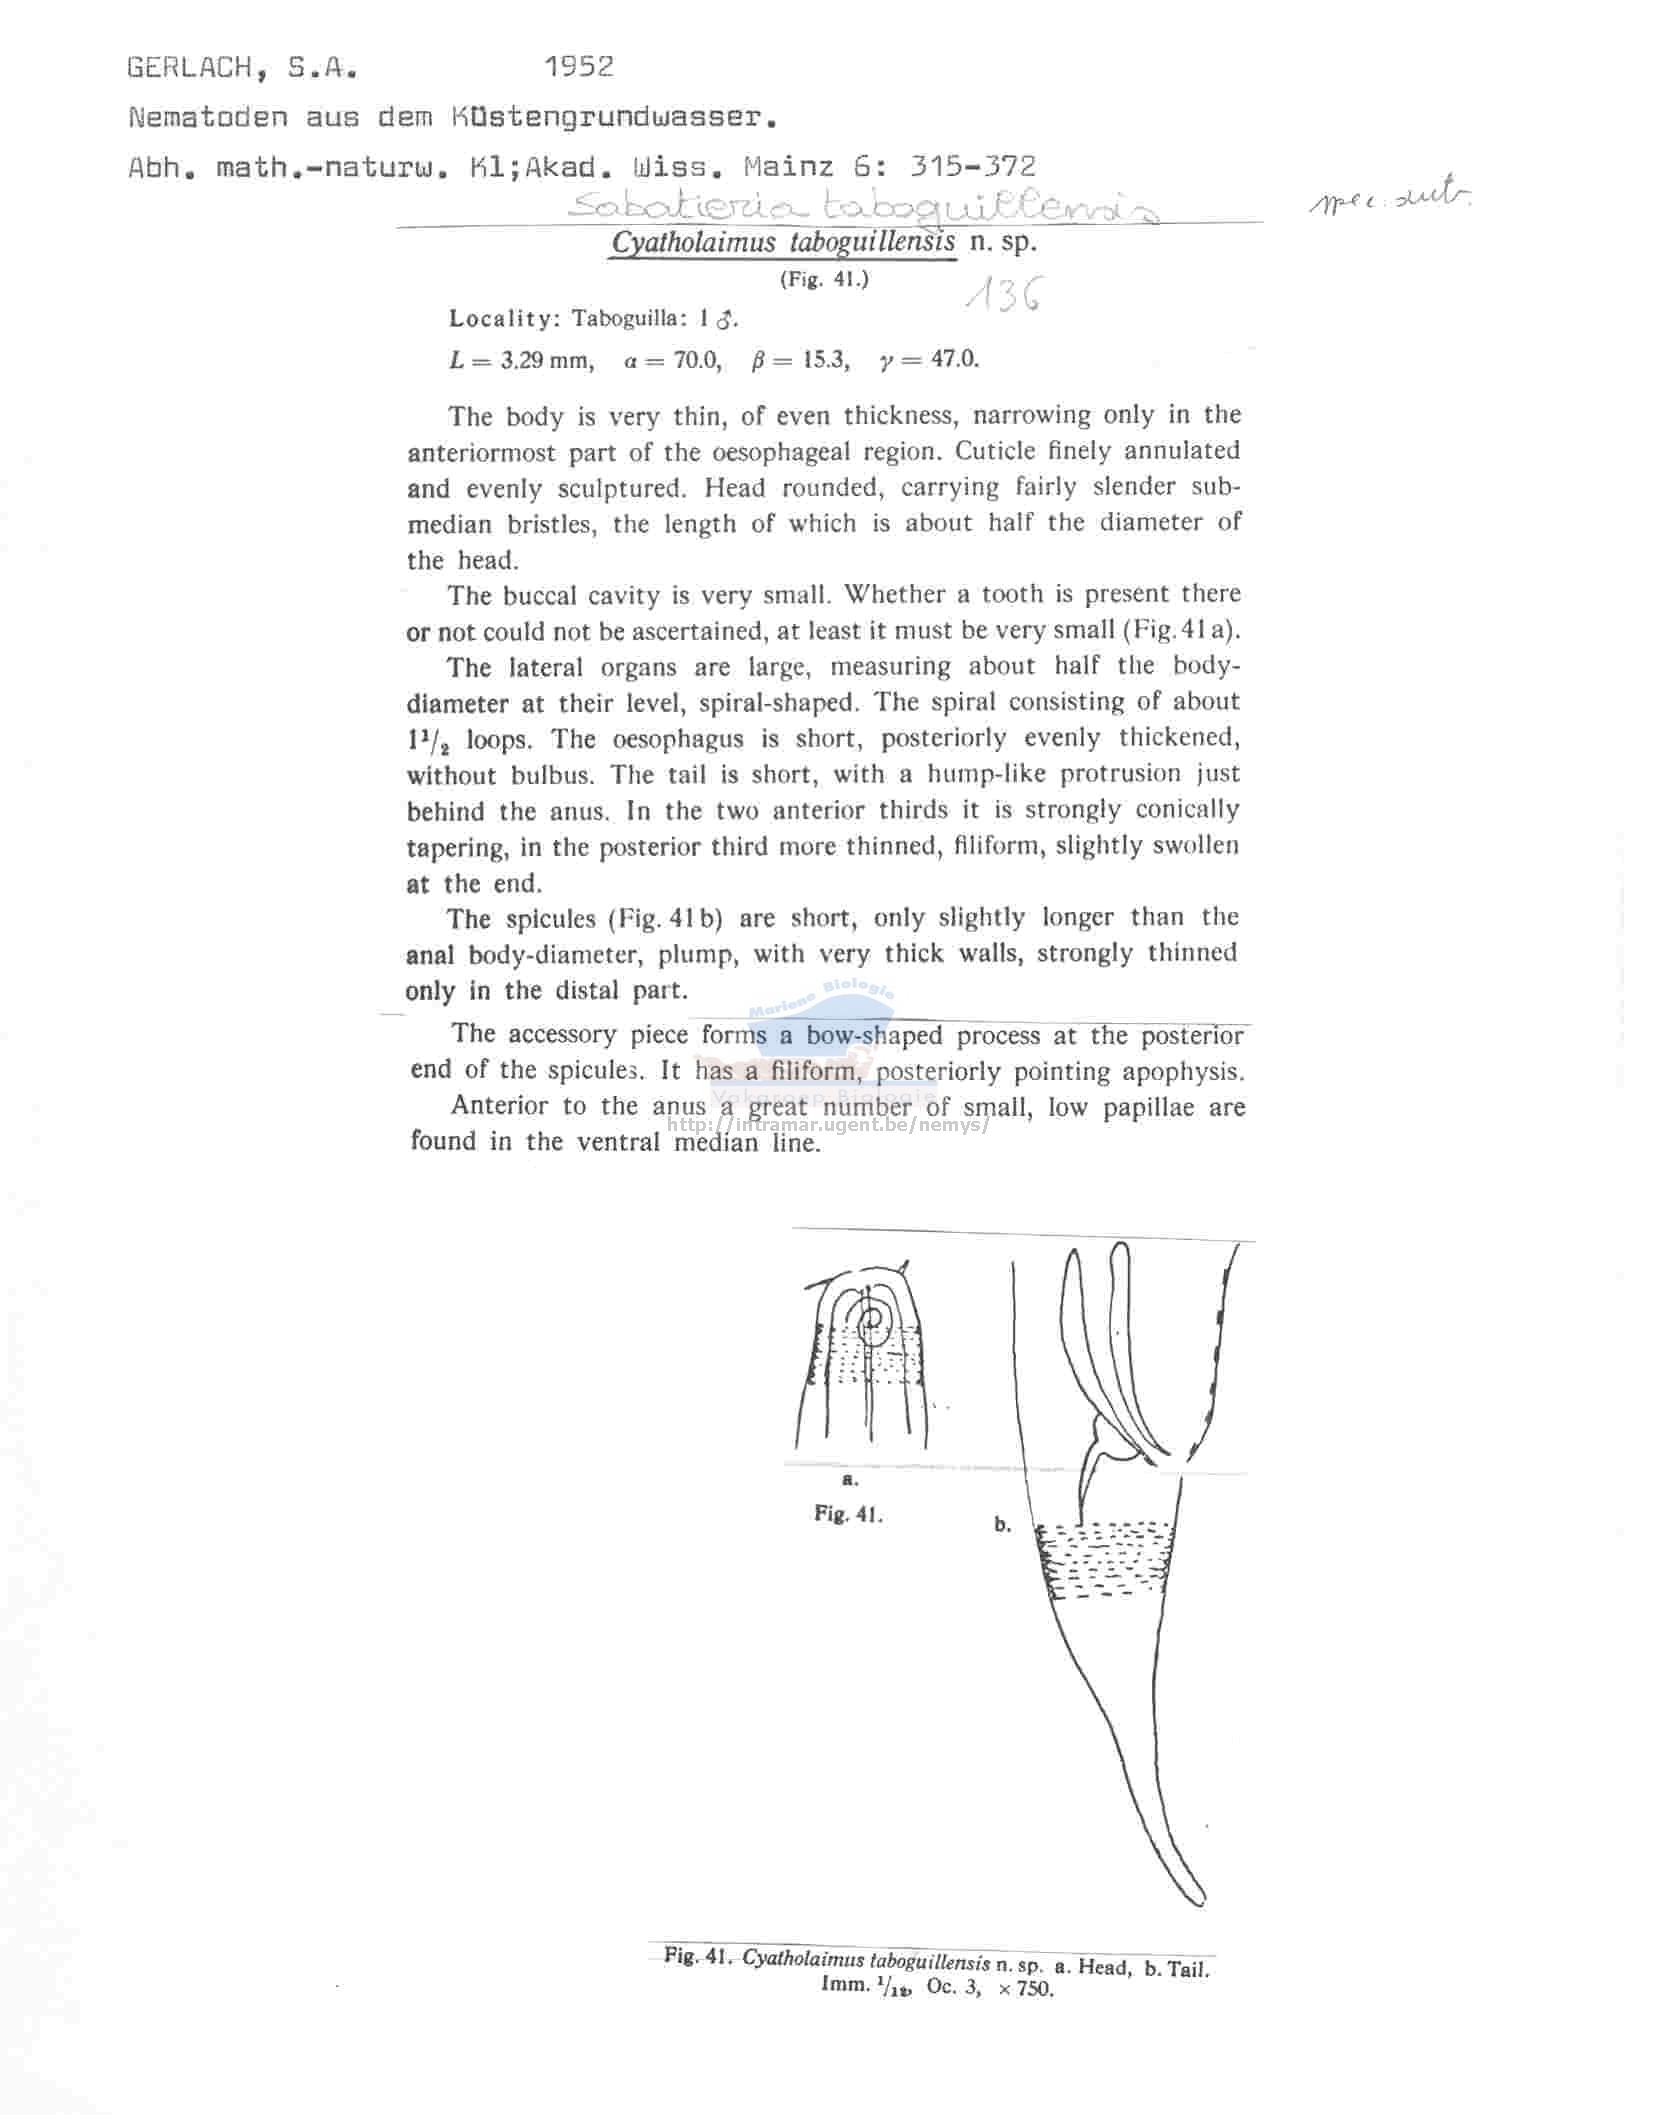 GERLACH, S.A. 1952
Nematoden aus dem Küstengrundwasser.
Abh. math.-naturw. Kl;Akad. Wiss. Mainz 6: 315-372
Sabatieria taboguillensis
Cyatholaimus taboguillensis n. sp.
(Fig. 41.)
136
Locality: Taboguilla: 1 ♂.
L = 3.29 mm, α = 70.0, β = 15.3, γ = 47.0.
The body is very thin, of even thickness, narrowing only in the
anteriormost part of the oesophageal region. Cuticle finely annulated
and evenly sculptured. Head rounded, carrying fairly slender sub-
median bristles, the length of which is about half the diameter of
the head.
The buccal cavity is very small. Whether a tooth is present there
or not could not be ascertained, at least it must be very small (Fig. 41 a).
The lateral organs are large, measuring about half the body-
diameter at their level, spiral-shaped. The spiral consisting of about
1 1/2 loops. The oesophagus is short, posteriorly evenly thickened,
without bulbus. The tail is short, with a hump-like protrusion just
behind the anus. In the two anterior thirds it is strongly conically
tapering, in the posterior third more thinned, filiform, slightly swollen
at the end.
The spicules (Fig. 41 b) are short, only slightly longer than the
anal body-diameter, plump, with very thick walls, strongly thinned
only in the distal part.
Mariene Biologie
The accessory piece forms a bow-shaped process at the posterior
end of the spicules. It has a filiform, posteriorly pointing apophysis.
Vakgroep Biologie
Anterior to the anus a great number of small, low papillae are
http://intramar.ugent.be/nemys/
found in the ventral median line.
a.
Fig. 41.
b.
Fig. 41. Cyatholaimus taboguillensis n. sp. a. Head, b. Tail.
Imm. 1/12, Oc. 3, × 750.